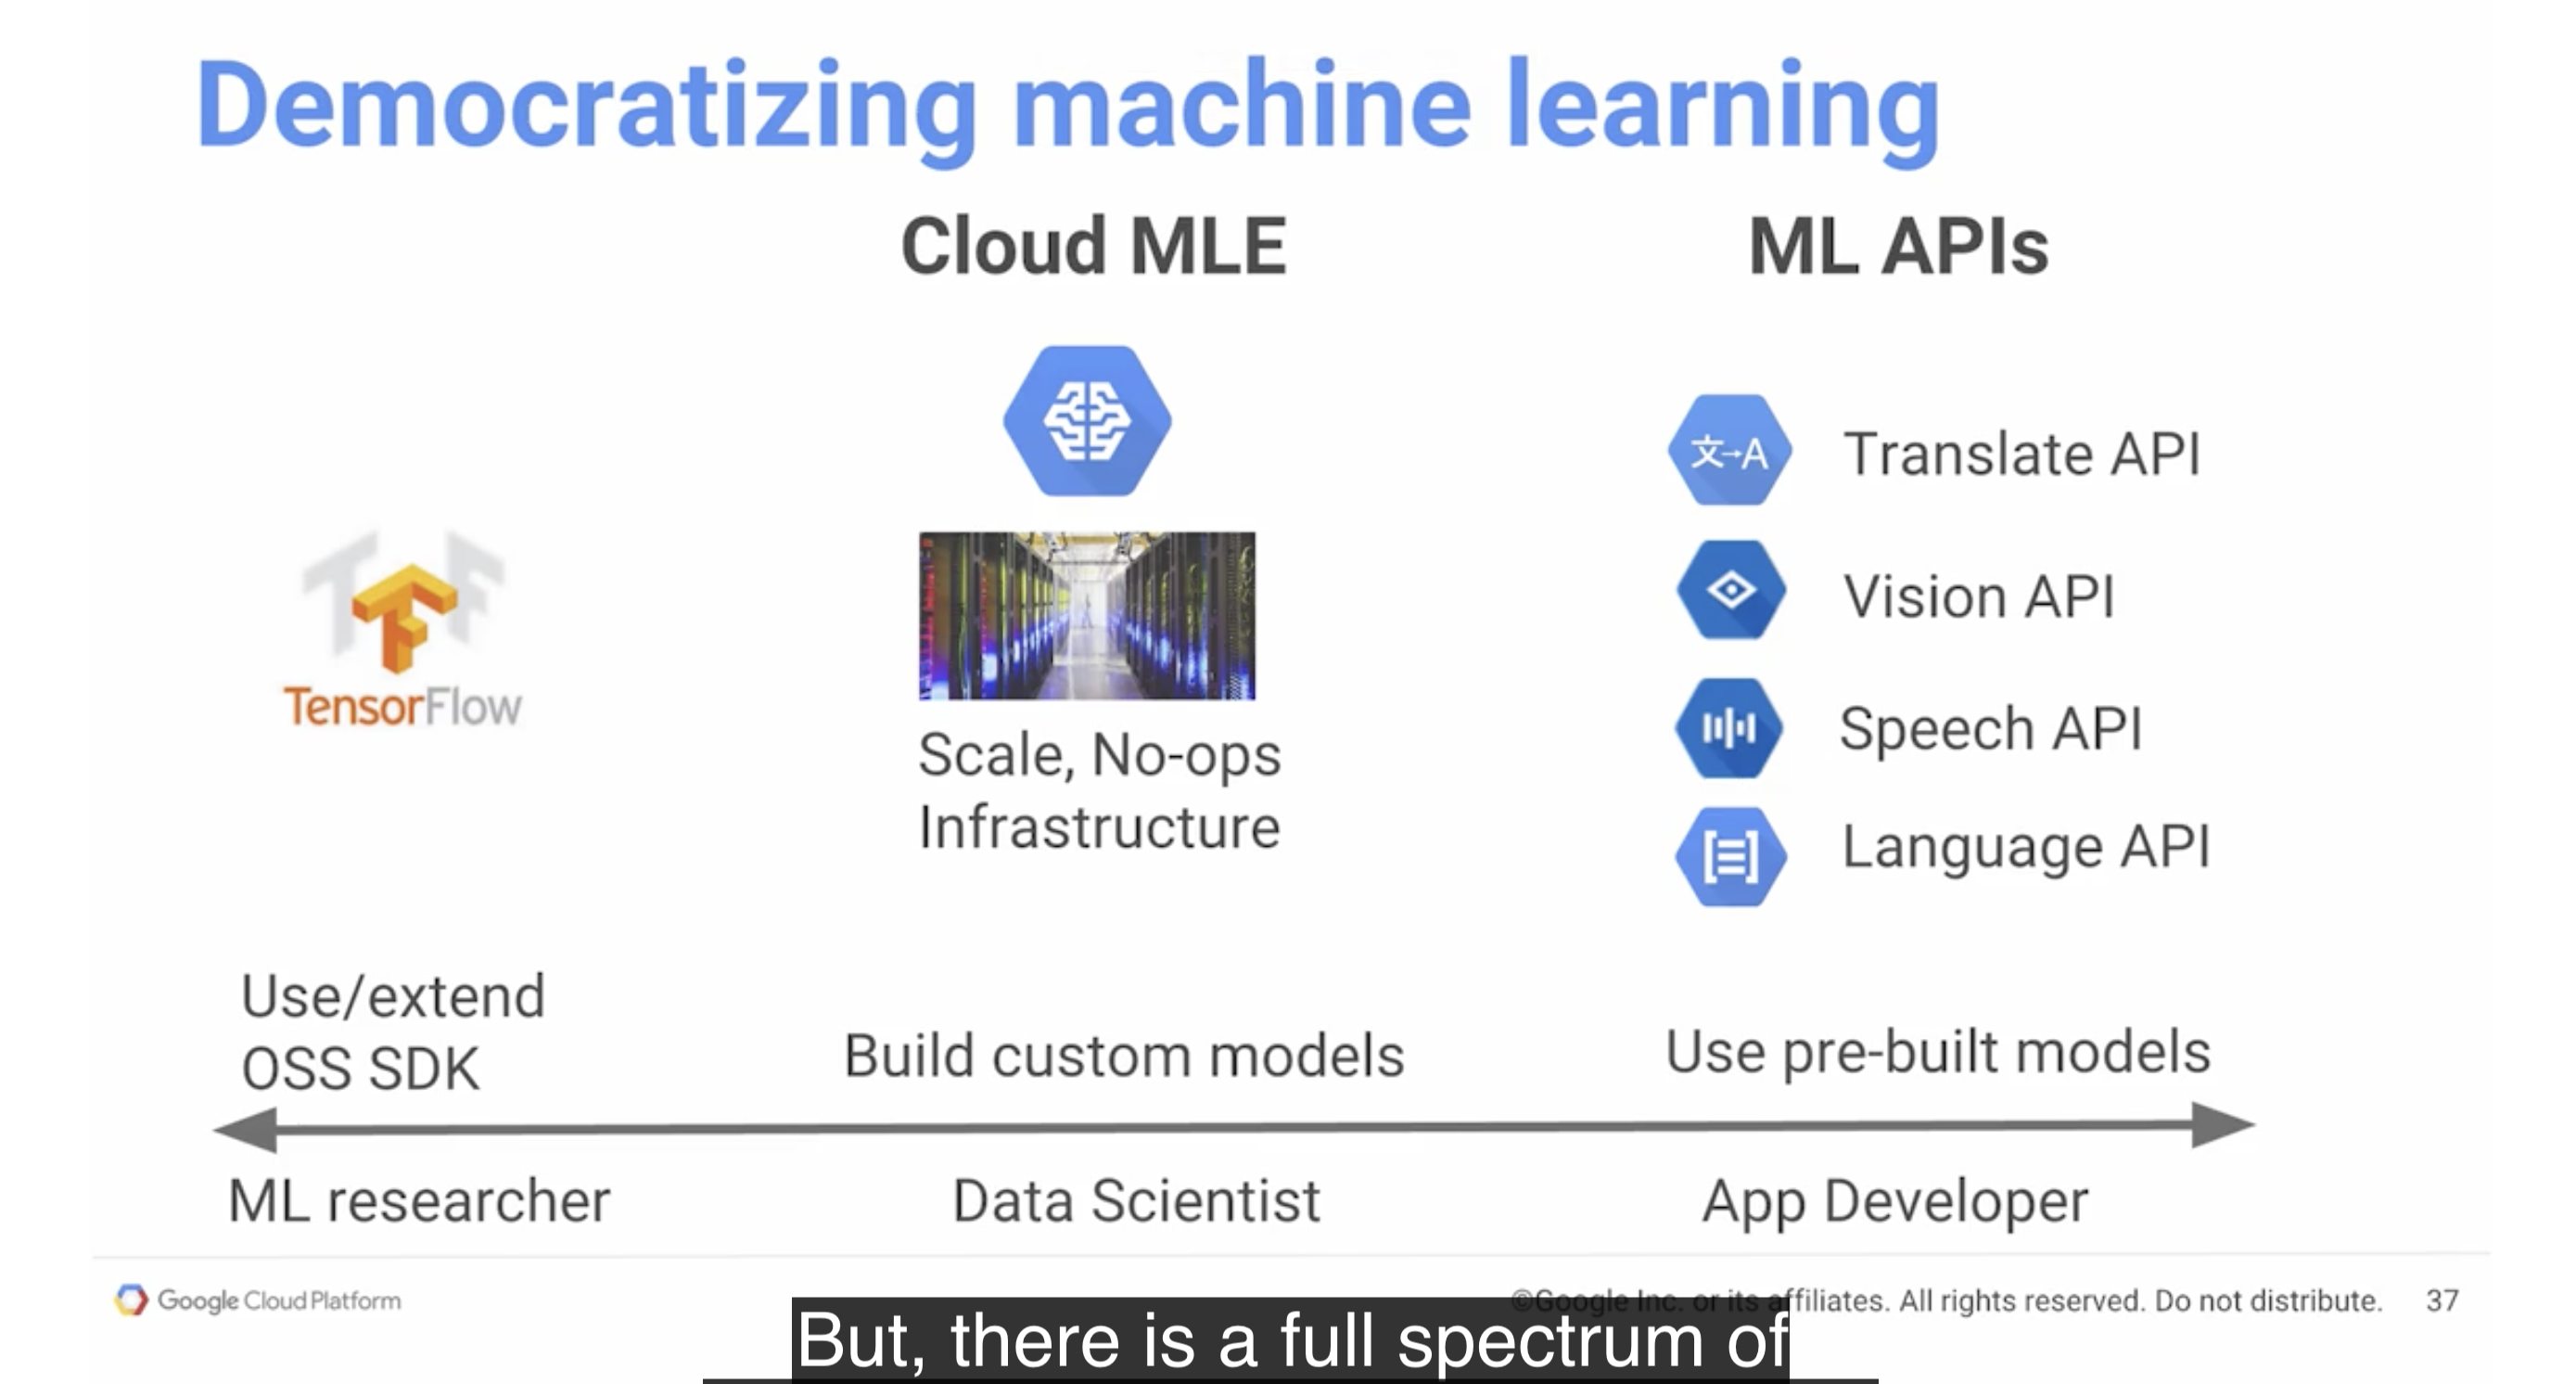 Democratizing machine learning
Cloud MLE
ML APIs
TF
TensorFlow
Scale, No-ops
Infrastructure
文→A
Translate API
Vision API
Speech API
Language API
Use/extend
OSS SDK
Build custom models
Use pre-built models
ML researcher
Data Scientist
App Developer
Google Cloud Platform
©Google Inc. or its affiliates. All rights reserved. Do not distribute.
37
But, there is a full spectrum of